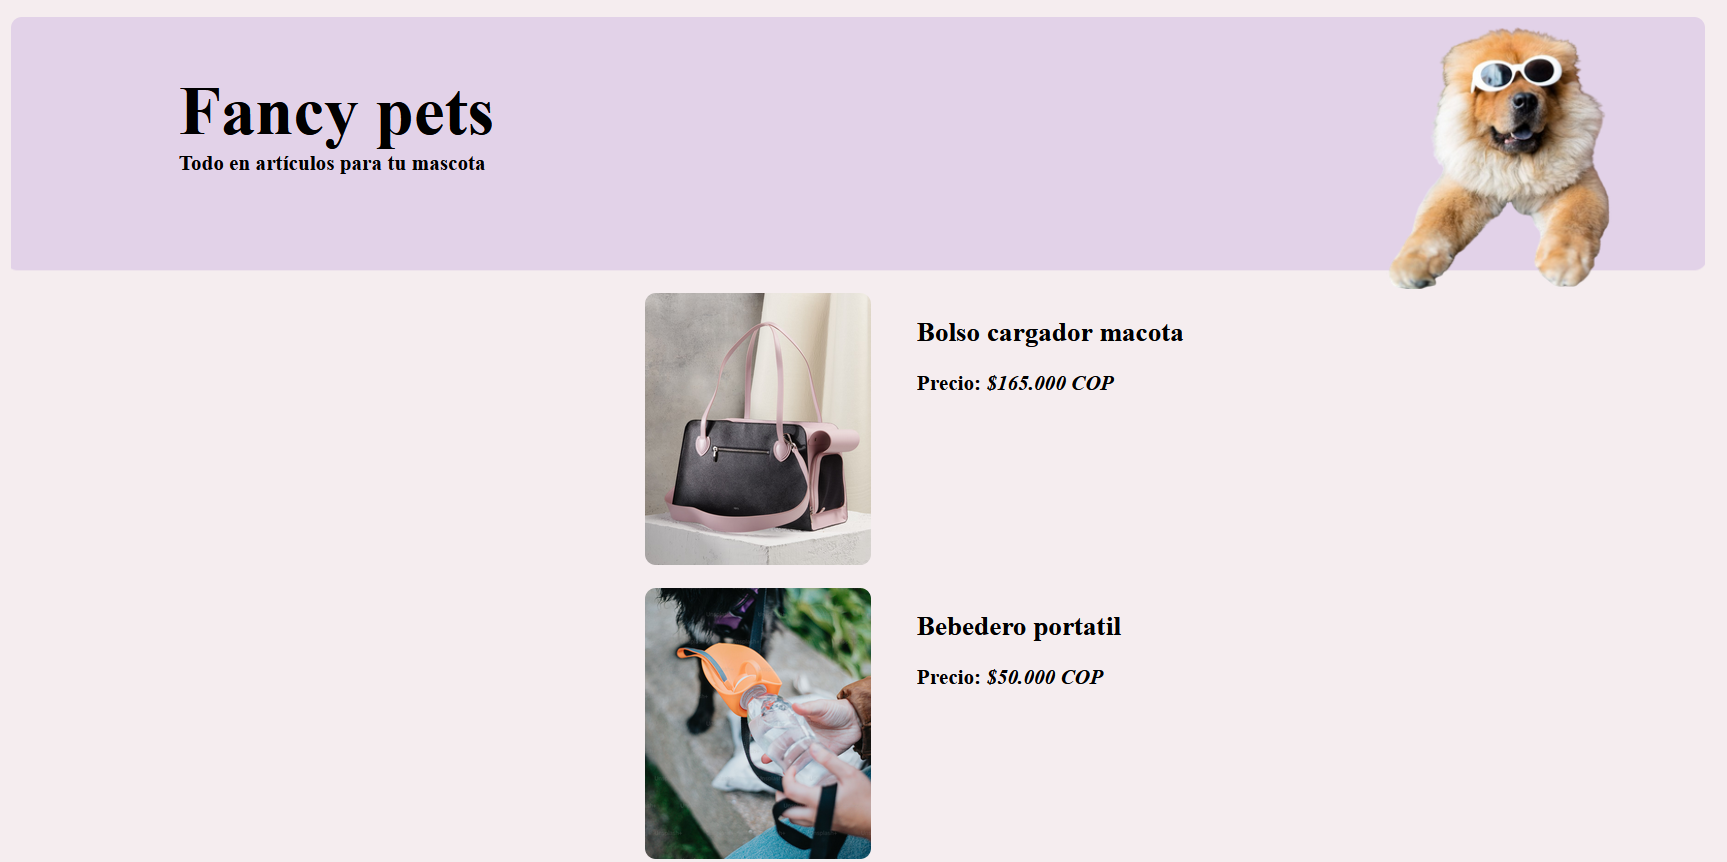 Fancy pets
Todo en artículos para tu mascota
Bolso cargador macota
Precio: $165.000 COP
Bebedero portatil
Precio: $50.000 COP